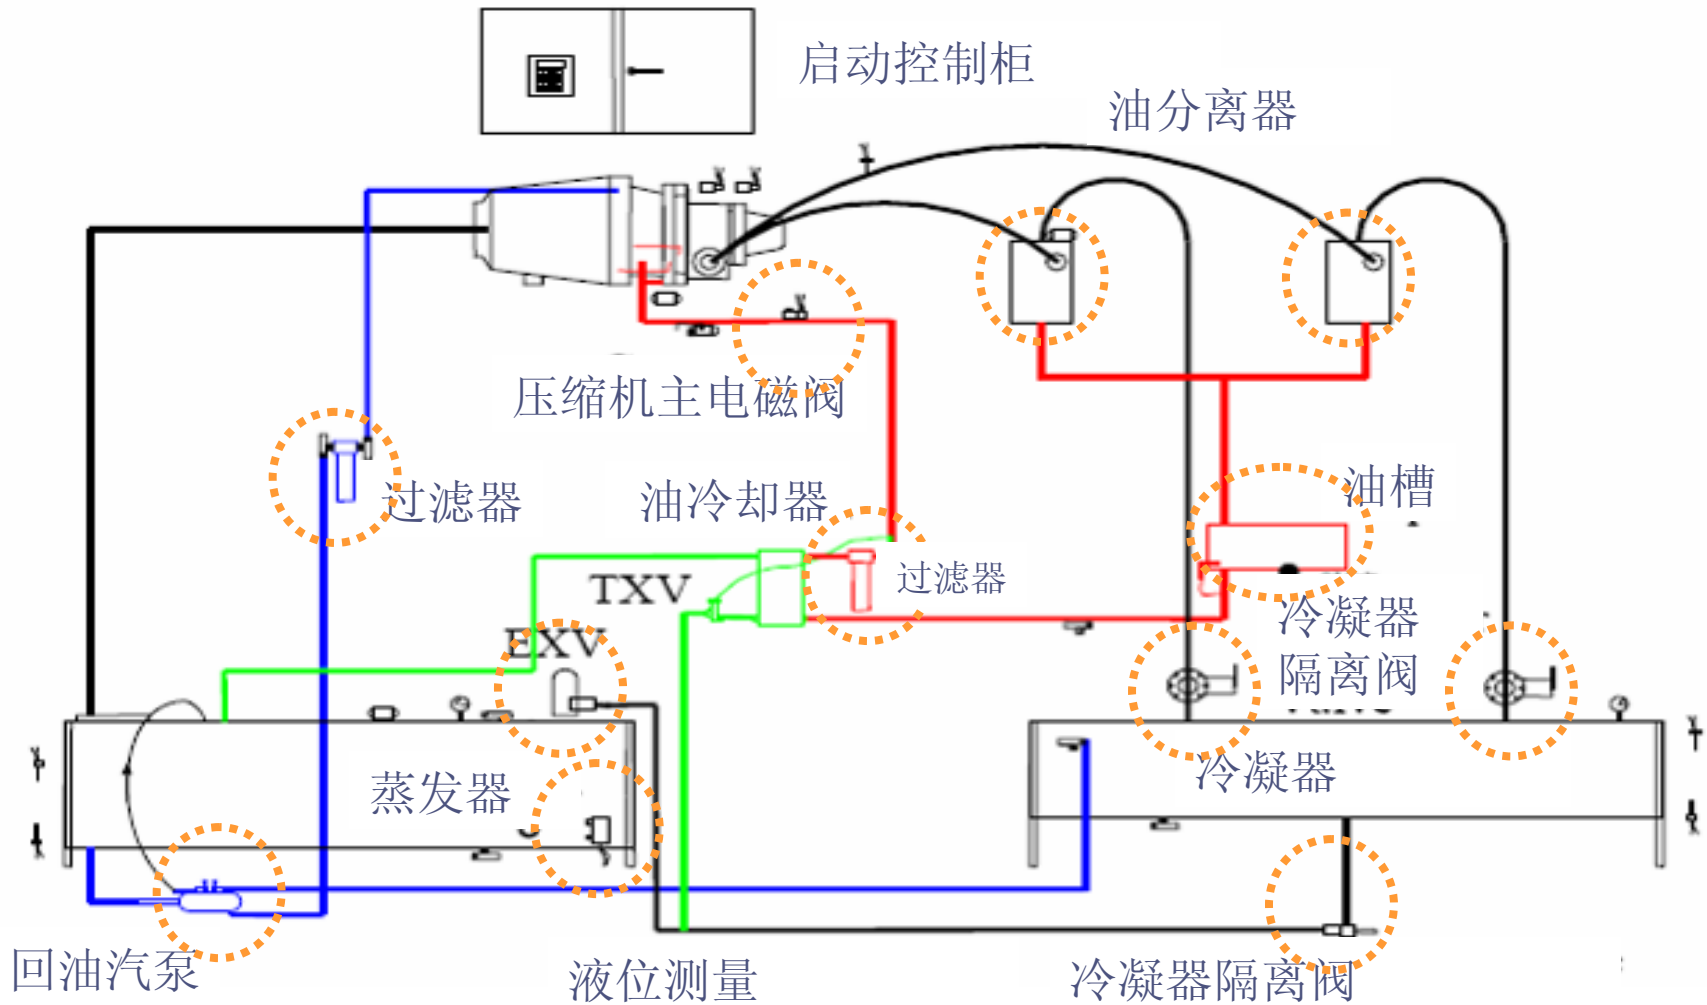 启动控制柜
油分离器
压缩机主电磁阀
过滤器
油冷却器
油槽
TXV
过滤器
EXV
冷凝器
隔离阀
蒸发器
冷凝器
回油汽泵
液位测量
冷凝器隔离阀